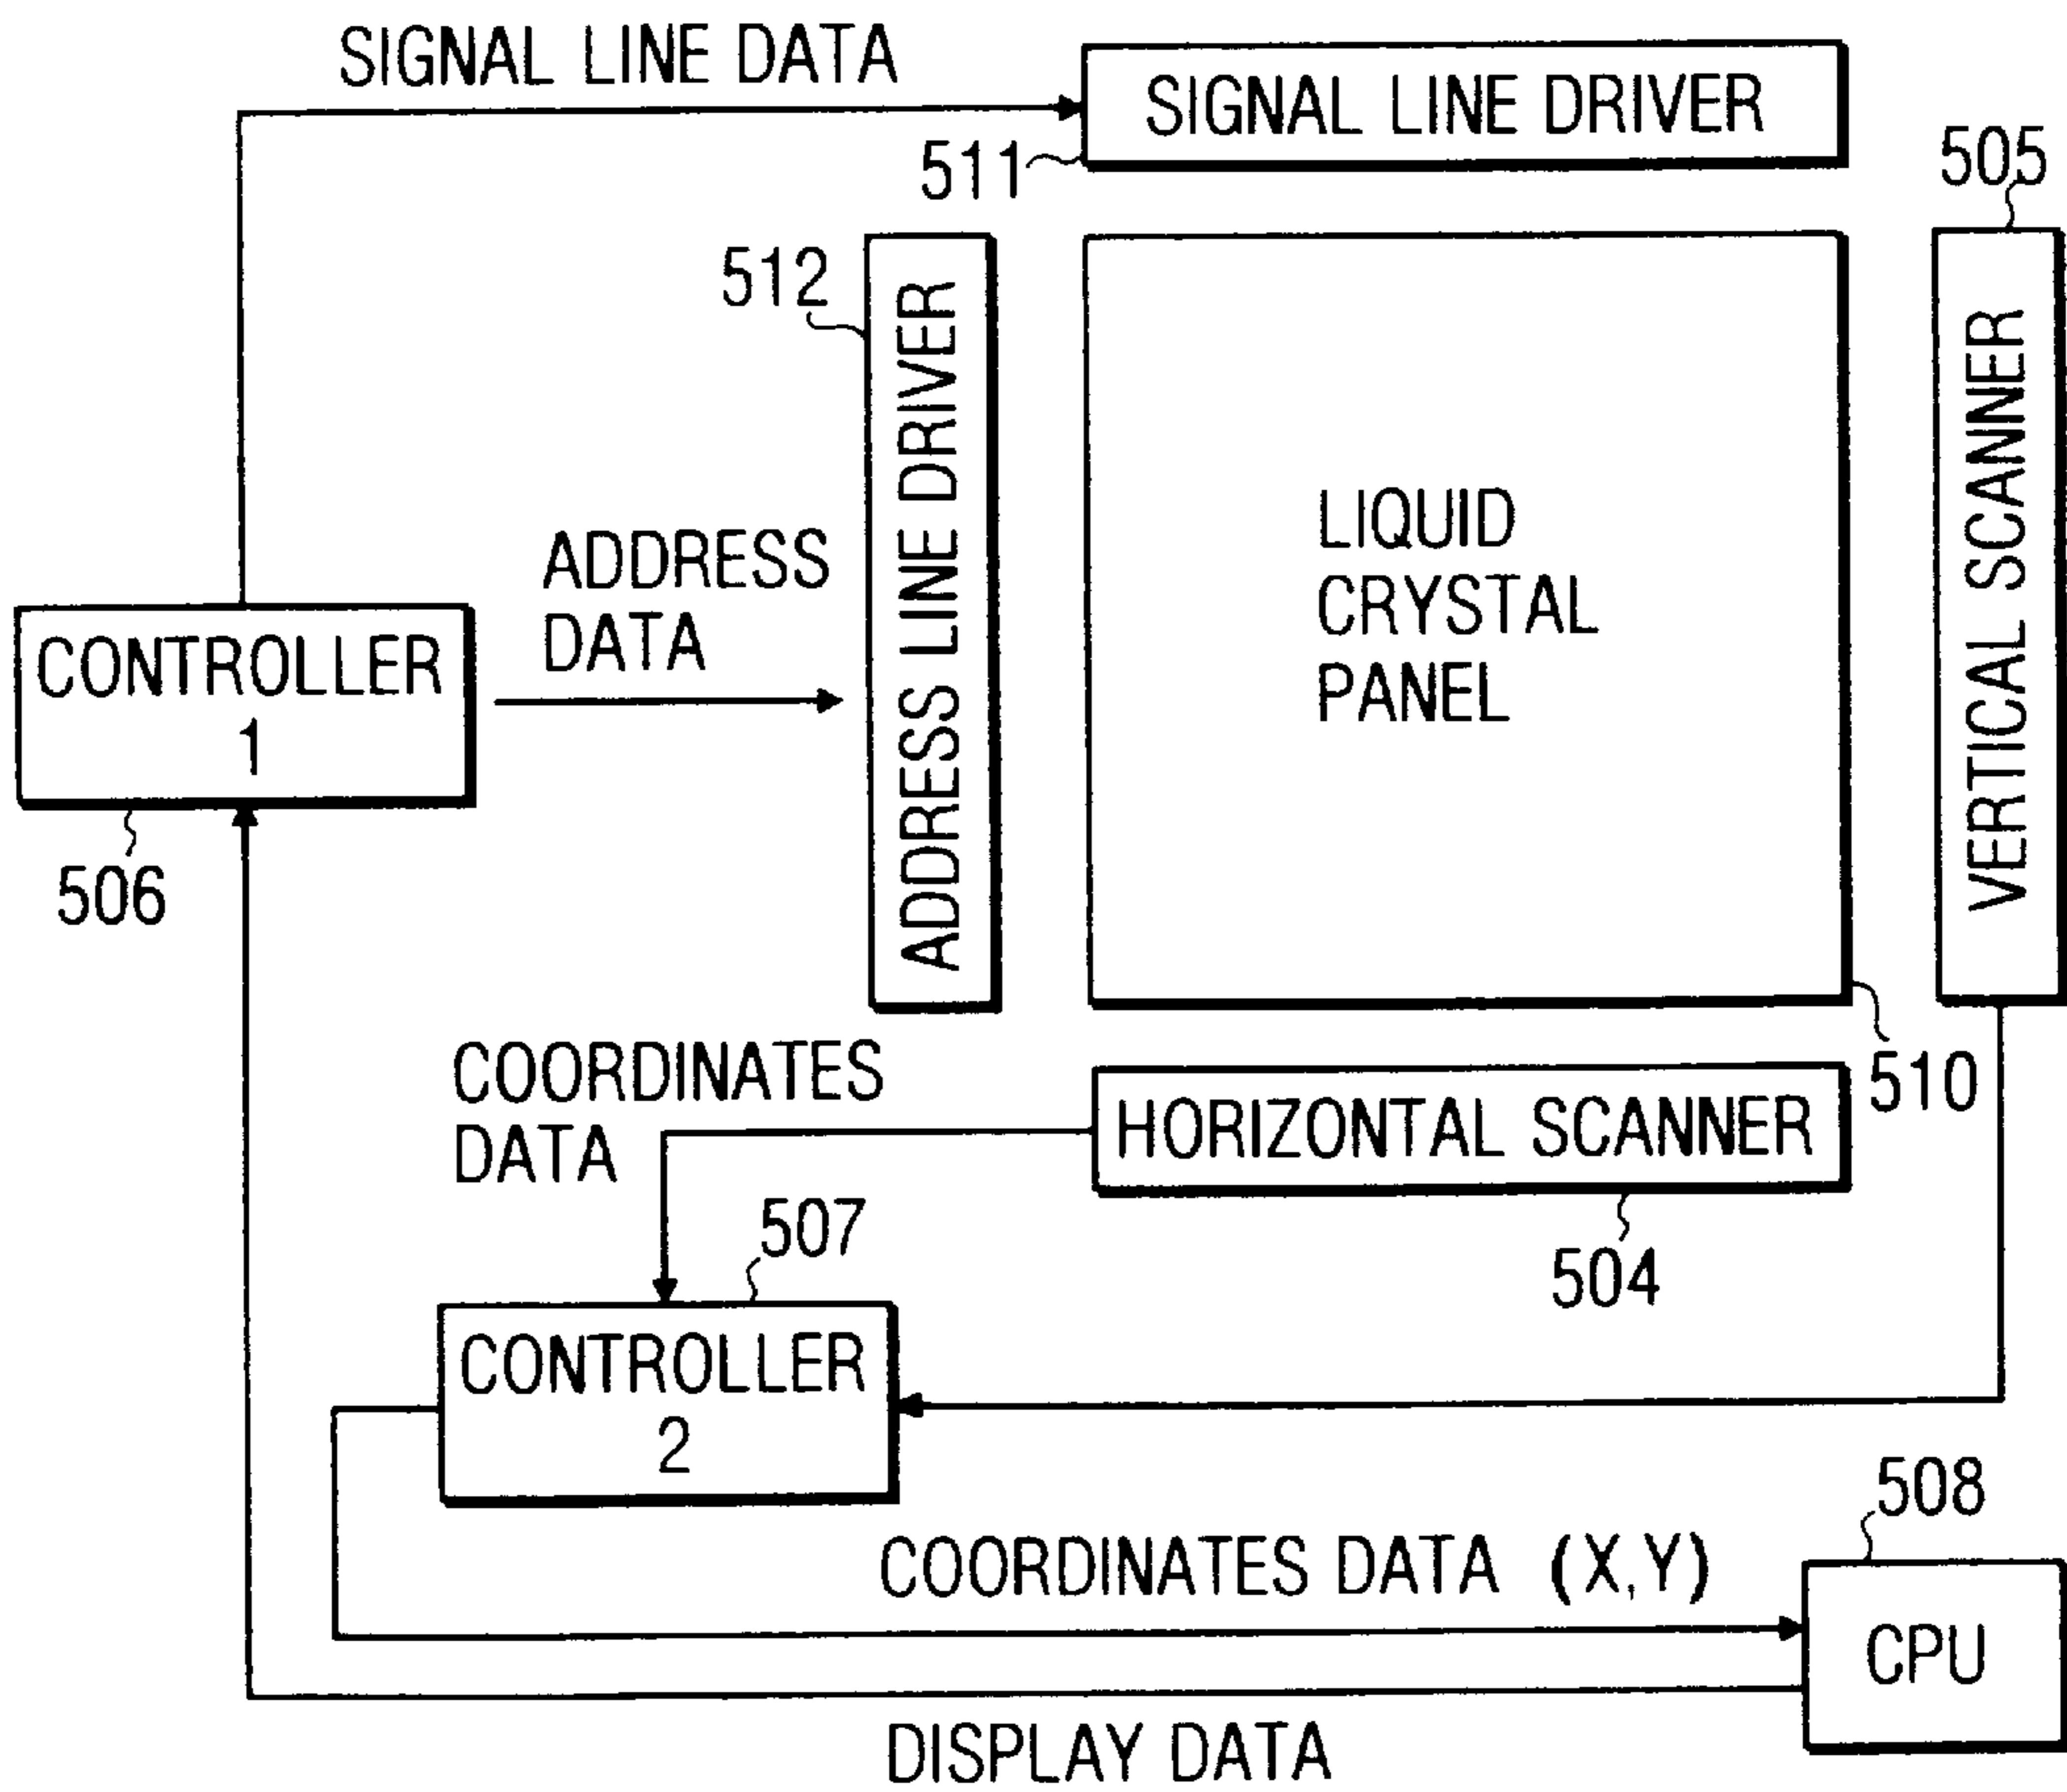 SIGNAL LINE DATA
SIGNAL LINE DRIVER
511
505
512
ADDRESS LINE DRIVER
LIQUID
CRYSTAL
PANEL
VERTICAL SCANNER
ADDRESS
DATA
CONTROLLER
1
506
510
COORDINATES
DATA
HORIZONTAL SCANNER
504
507
CONTROLLER
2
508
COORDINATES DATA (X,Y)
CPU
DISPLAY DATA